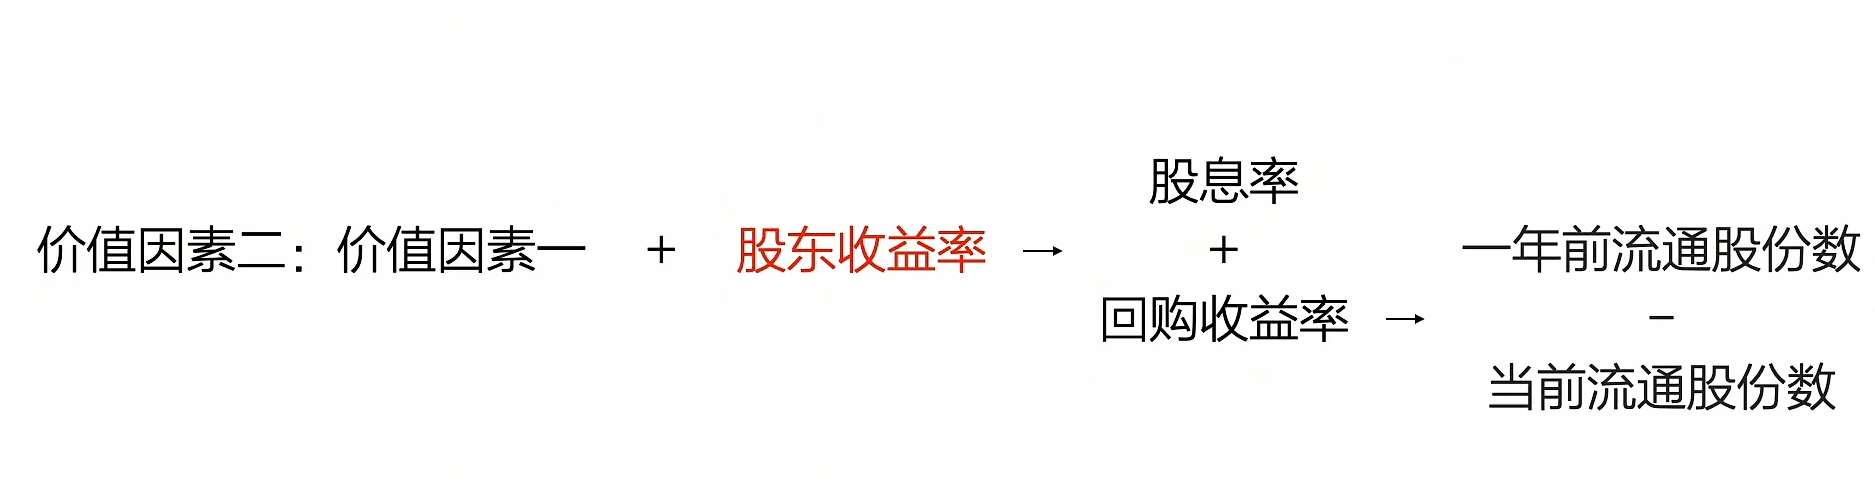 股息率
价值因素二：价值因素一 + 股东收益率 → + 一年前流通股份数
回购收益率 → −
当前流通股份数